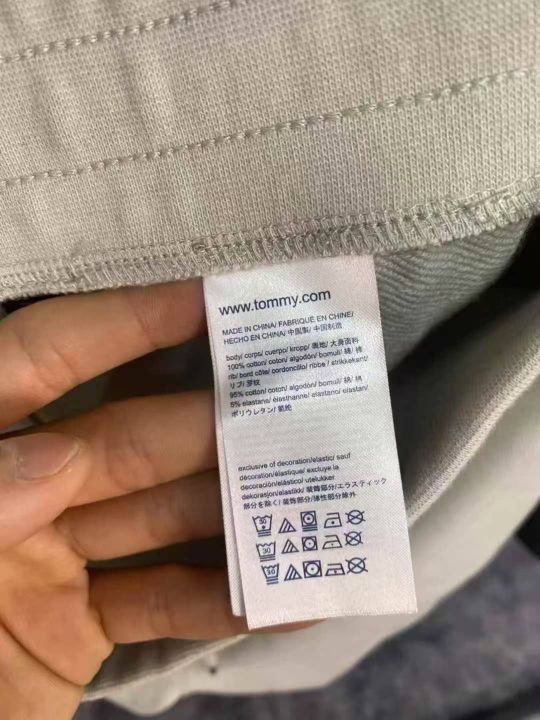 www.tommy.com
MADE IN CHINA/ FABRIQUÉ EN CHINE/
HECHO EN CHINA/ 中国製/ 中国制造
body/ corps/ cuerpo/ kropp/ 表地/ 大身面料
100% cotton/ coton/ algodón/ bomull/ 綿/ 棉
rib/ bord côte/ cordoncillo/ ribbe / strikkekant/
リブ/ 罗纹
95% cotton/ coton/ algodón/ bomull/ 綿/ 棉
5% elastane/ élasthanne/ elastano/ elastan/
ポリウレタン/ 氨纶
exclusive of decoration/elastic/ sauf
décoration/élastique/ excluye la
decoración/elástico/ utelukker
dekorasjon/elastikk/ 装飾部分/エラスティック
部分を除く/ 装饰部分/弹性部分除外
30
30
30